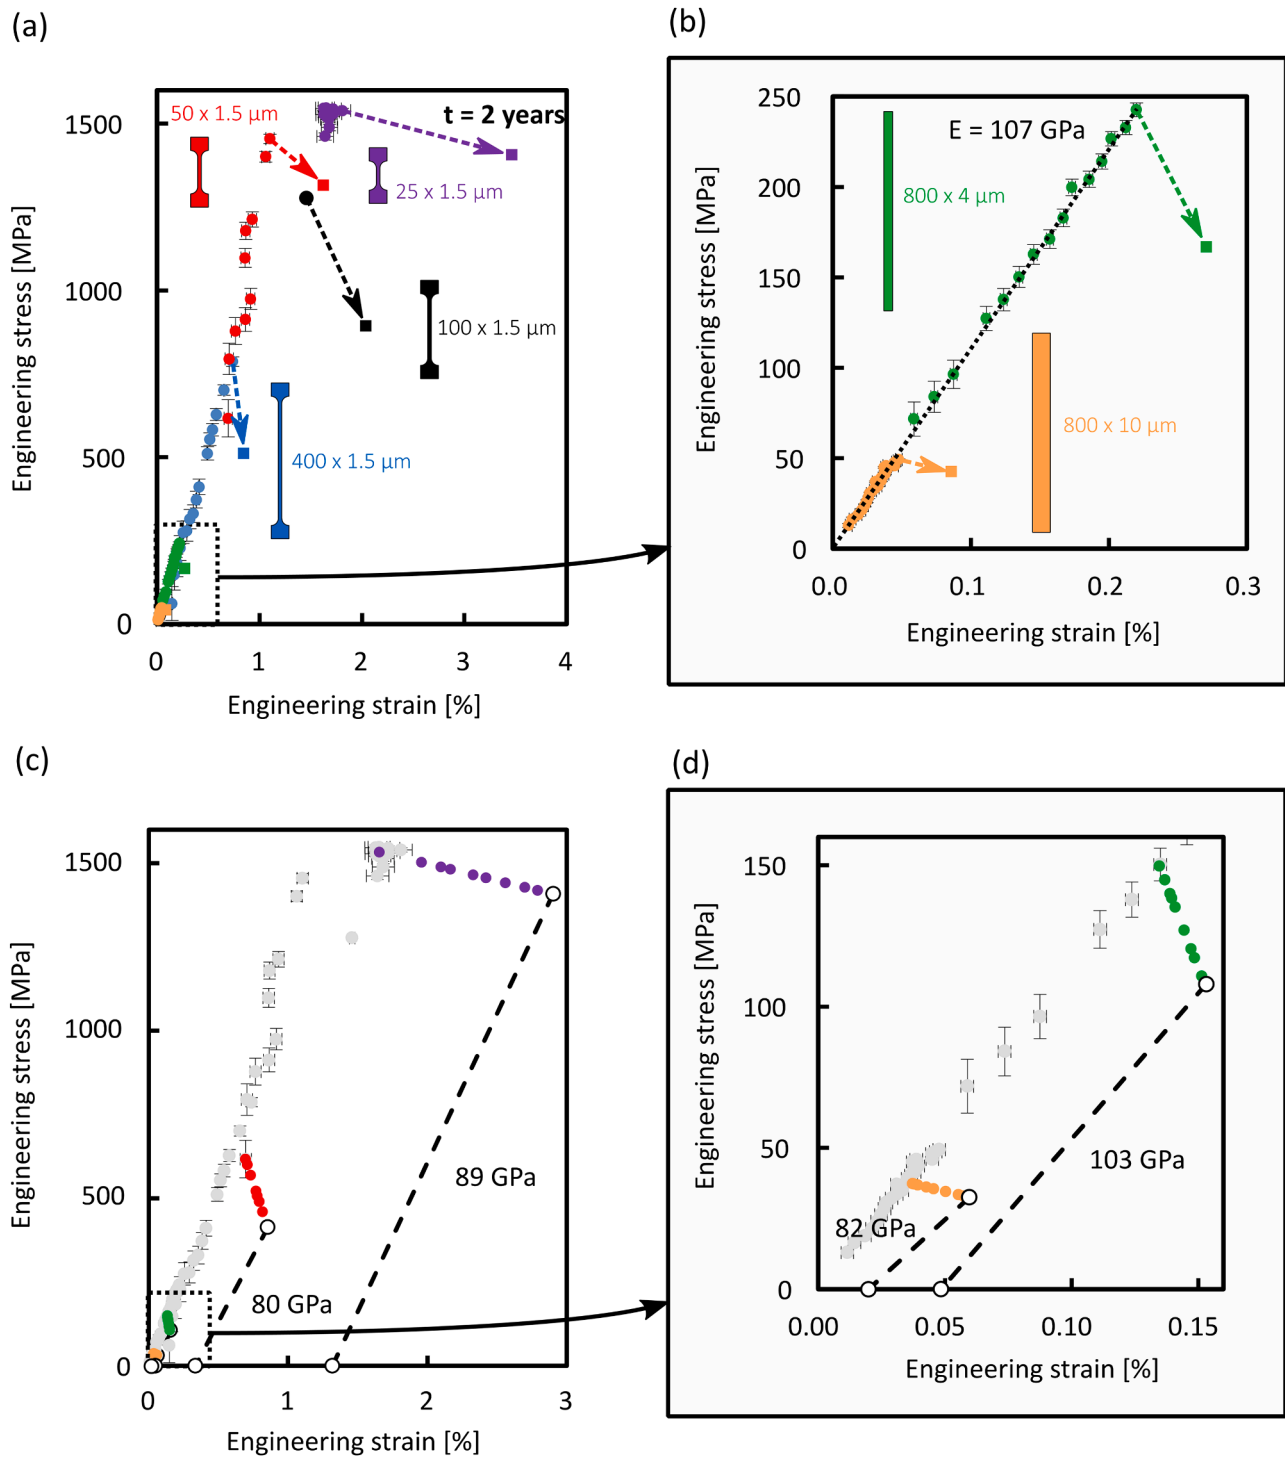 (a)
50 x 1.5 µm
t = 2 years
25 x 1.5 µm
100 x 1.5 µm
400 x 1.5 µm
1500
1000
500
0
0 1 2 3 4
Engineering stress [MPa]
Engineering strain [%]
(b)
E = 107 GPa
800 x 4 µm
800 x 10 µm
250
200
150
100
50
0
0.0 0.1 0.2 0.3
Engineering stress [MPa]
Engineering strain [%]
(c)
1500
1000
500
0
89 GPa
80 GPa
0 1 2 3
Engineering stress [MPa]
Engineering strain [%]
(d)
150
100
50
0
103 GPa
82 GPa
0.00 0.05 0.10 0.15
Engineering stress [MPa]
Engineering strain [%]